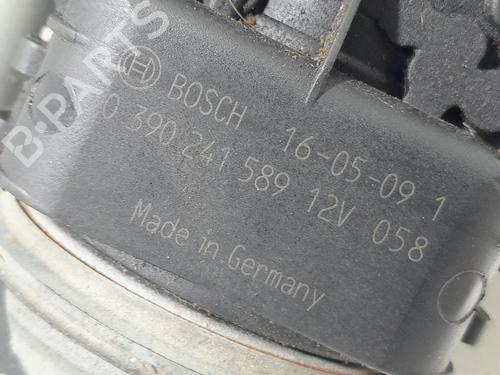 B-PARTS
BOSCH 16-05-09 1
0 390 241 589 12V 058
Made in Germany